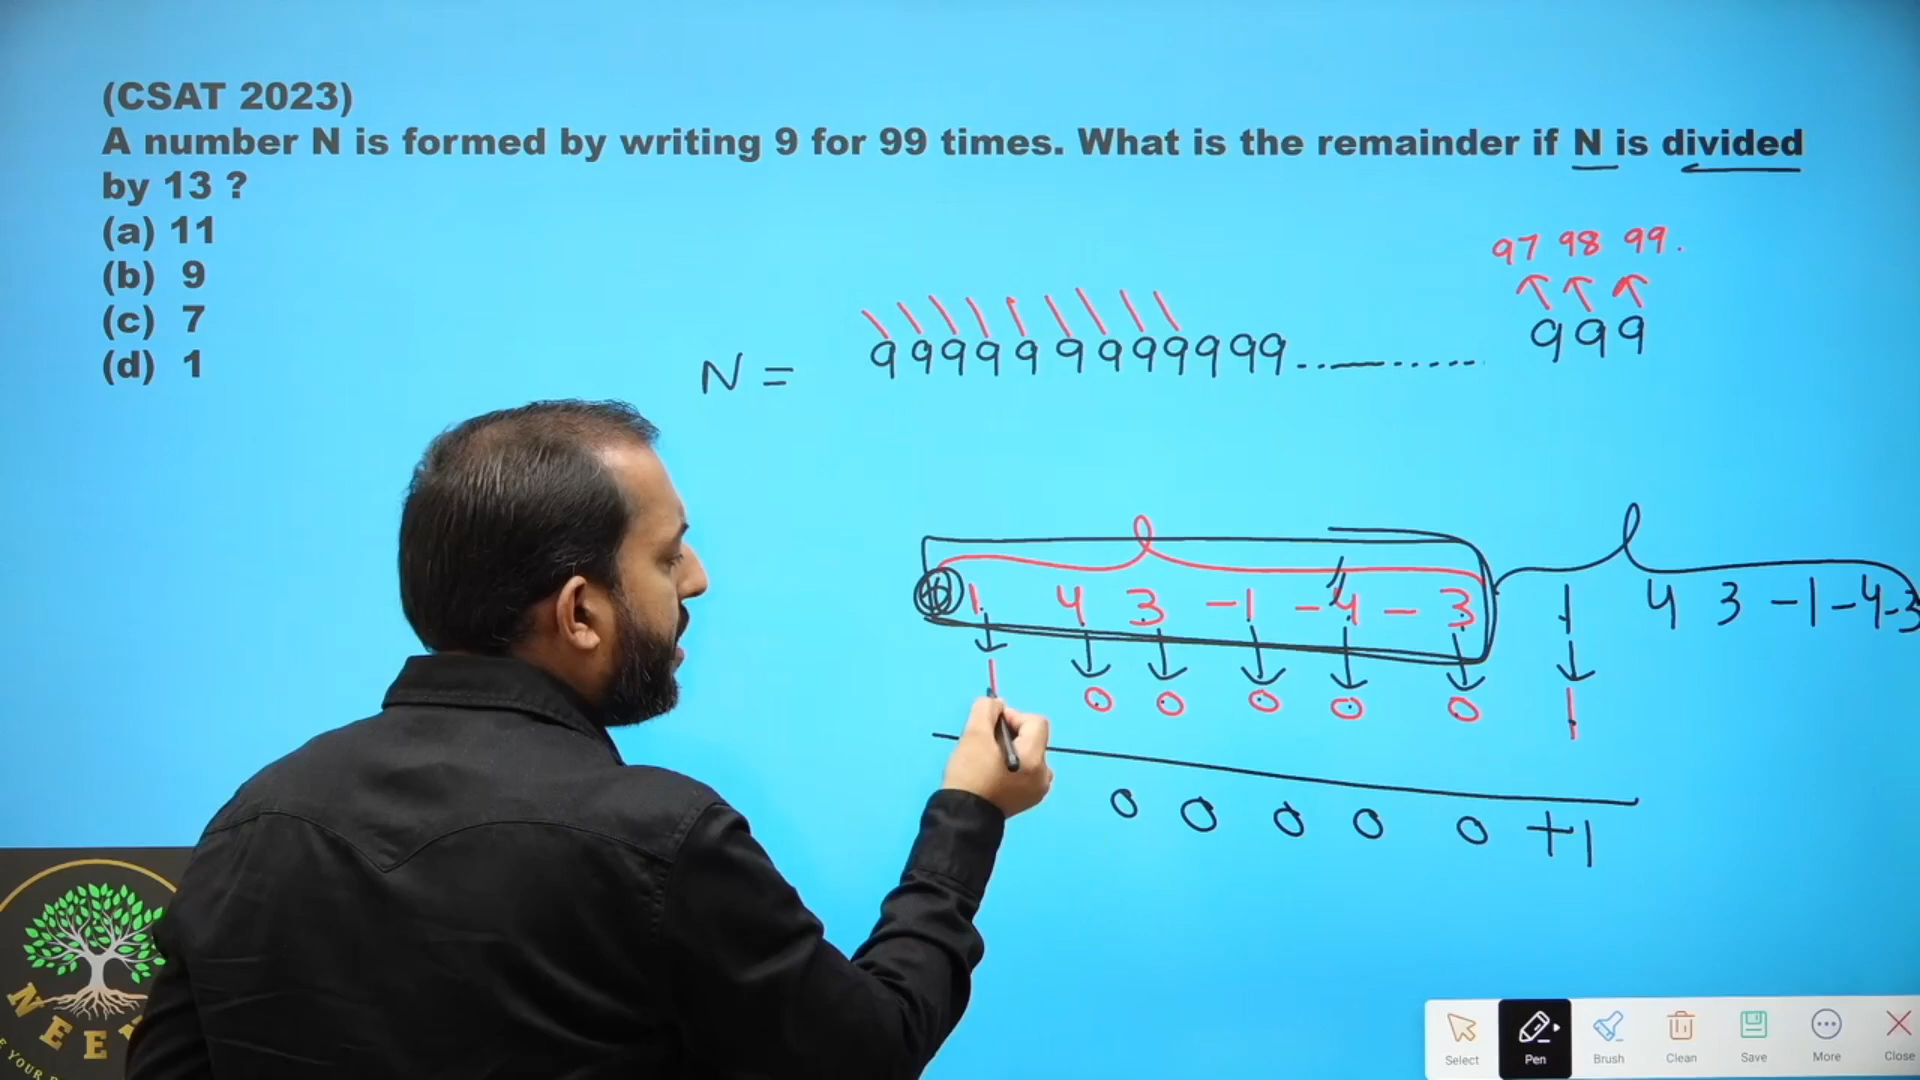 (CSAT 2023)
A number N is formed by writing 9 for 99 times. What is the remainder if N is divided
by 13 ?
(a) 11
(b) 9
(c) 7
(d) 1
97 98 99.
N = 999999999999............ 999
1 4 3 -1 -4 -3 1 4 3 -1 -4 -3
1 0 0 0 0 0 1
0 0 0 0 0 +1
NEE
YOUR
Select Pen Brush Clean Save More Close